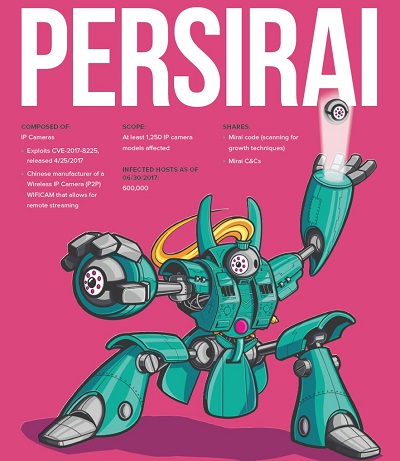 PERSIRAI
COMPOSED OF:
IP Cameras
Exploits CVE-2017-8225,
released 4/25/2017
Chinese manufacturer of a
Wireless IP Camera (P2P)
WIFICAM that allows for
remote streaming
SCOPE:
At least 1,250 IP camera
models affected
INFECTED HOSTS AS OF
06/30/2017:
600,000
SHARES:
Mirai code (scanning for
growth techniques)
Mirai C&Cs